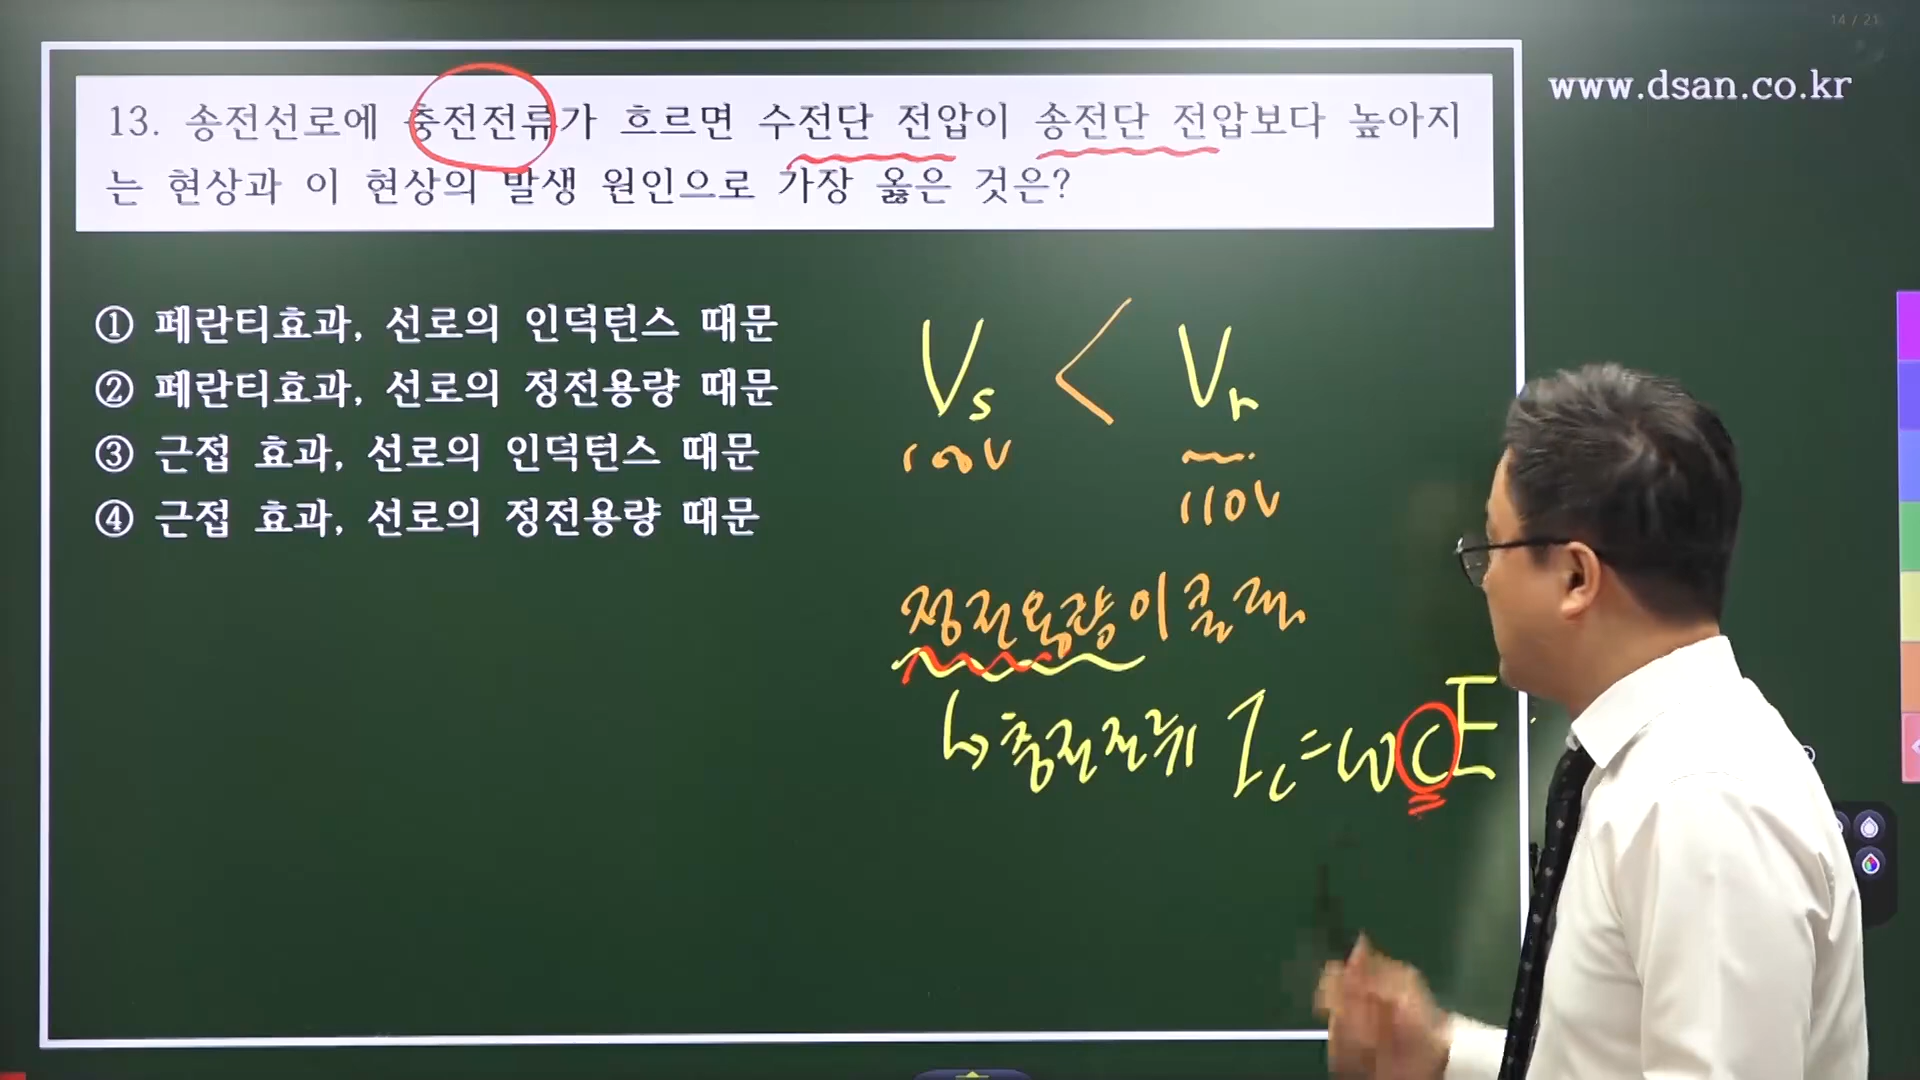 14 / 21
www.dsan.co.kr
13. 송전선로에 충전전류가 흐르면 수전단 전압이 송전단 전압보다 높아지
는 현상과 이 현상의 발생 원인으로 가장 옳은 것은?
① 페란티효과, 선로의 인덕턴스 때문
② 페란티효과, 선로의 정전용량 때문
③ 근접 효과, 선로의 인덕턴스 때문
④ 근접 효과, 선로의 정전용량 때문
Vs < Vr
100V
110V
정전용량이 클 때
↳ 충전전류 Ic = ωCE